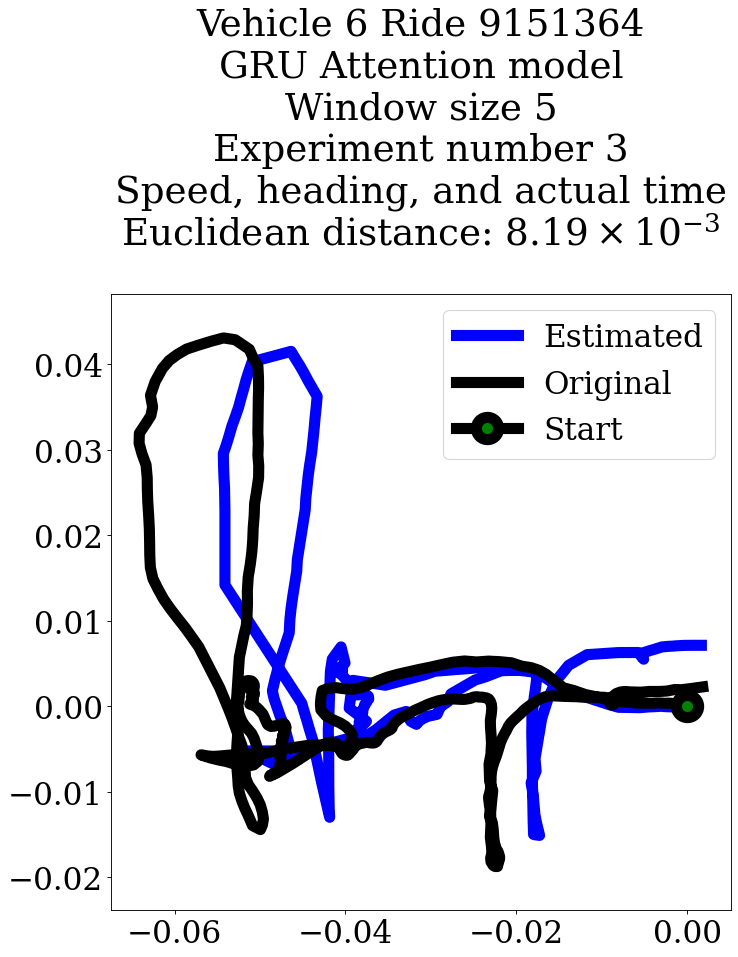 Vehicle 6 Ride 9151364
GRU Attention model
Window size 5
Experiment number 3
Speed, heading, and actual time
Euclidean distance: 8.19 × 10⁻³
Estimated
Original
Start
0.04
0.03
0.02
0.01
0.00
−0.01
−0.02
−0.06 −0.04 −0.02 0.00